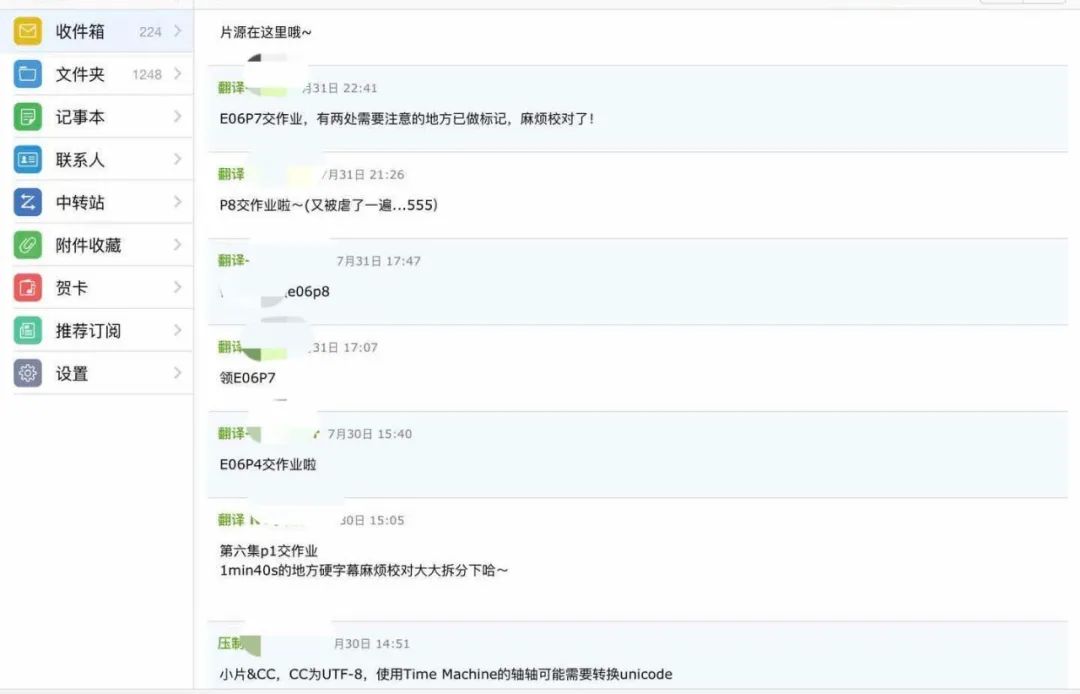 收件箱 224
文件夹 1248
记事本
联系人
中转站
附件收藏
贺卡
推荐订阅
设置
片源在这里哦~
翻译- 月31日 22:41
E06P7交作业，有两处需要注意的地方已做标记，麻烦校对了！
翻译 7月31日 21:26
P8交作业啦～(又被虐了一遍...555)
翻译- 7月31日 17:47
e06p8
翻译 31日 17:07
领E06P7
翻译- 7月30日 15:40
E06P4交作业啦
翻译 30日 15:05
第六集p1交作业
1min40s的地方硬字幕麻烦校对大大拆分下哈～
压制 月30日 14:51
小片&CC，CC为UTF-8，使用Time Machine的轴轴可能需要转换unicode